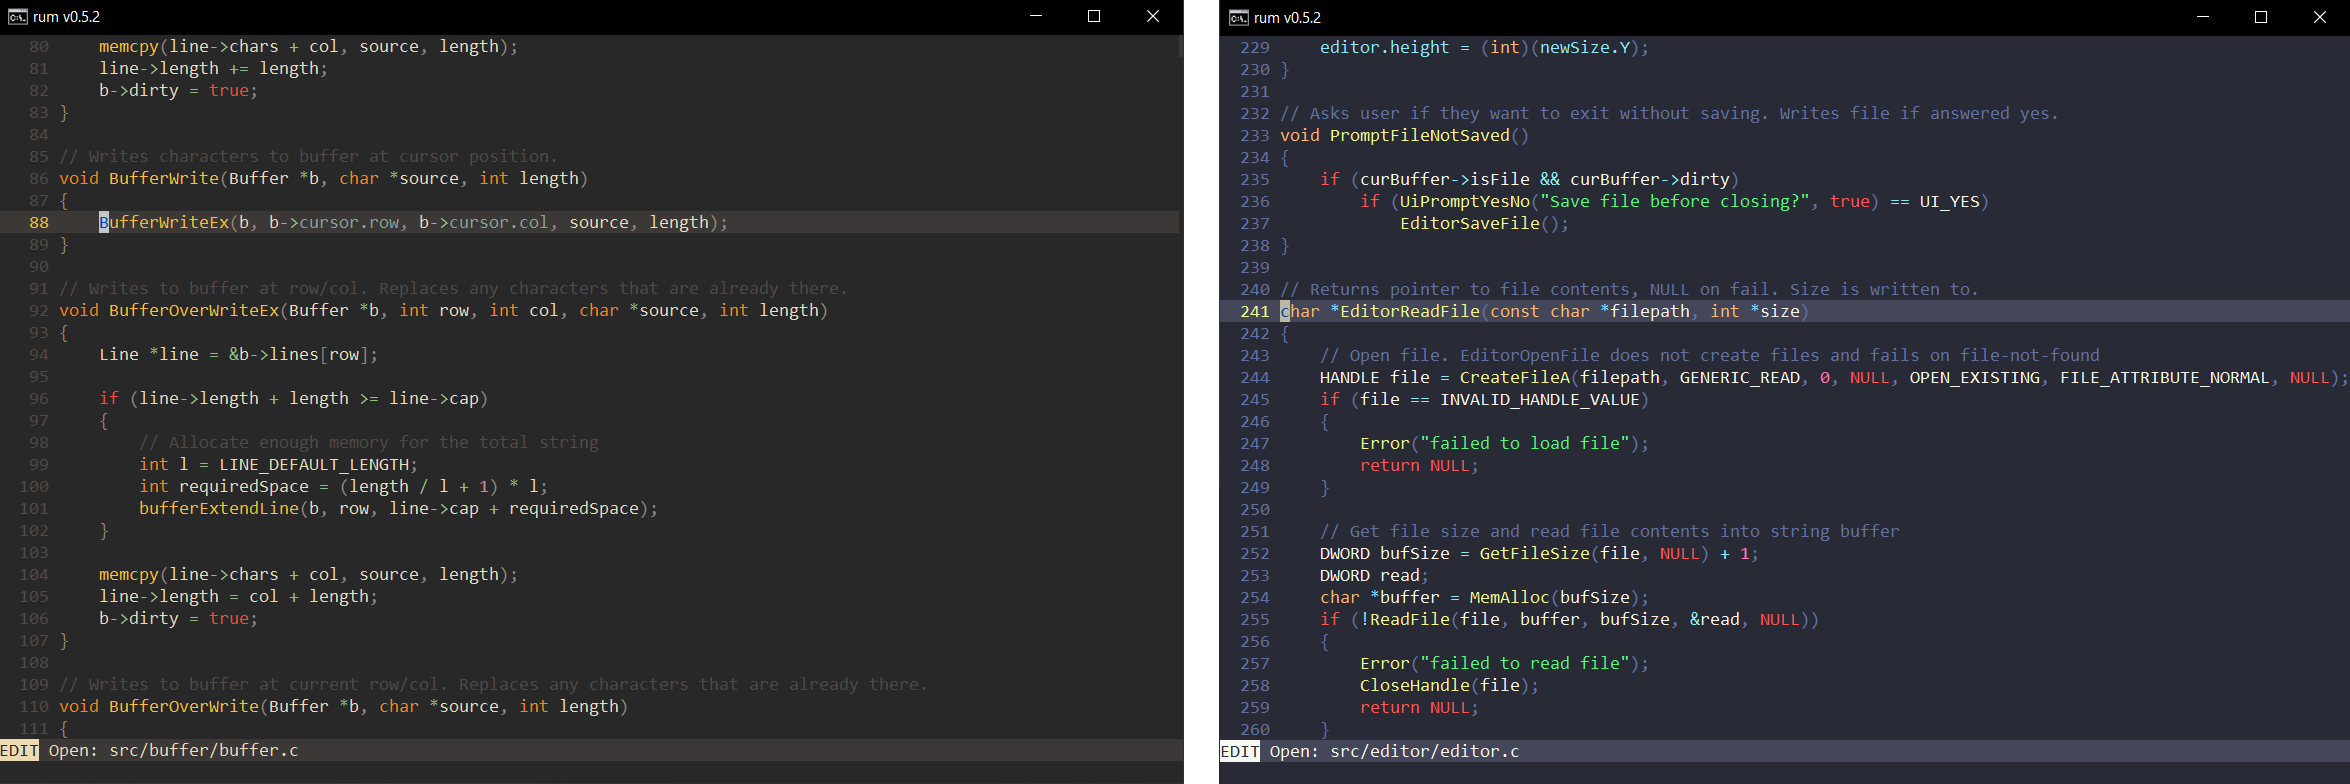 rum v0.5.2
80     memcpy(line->chars + col, source, length);
81     line->length += length;
82     b->dirty = true;
83 }
84
85 // Writes characters to buffer at cursor position.
86 void BufferWrite(Buffer *b, char *source, int length)
87 {
88     BufferWriteEx(b, b->cursor.row, b->cursor.col, source, length);
89 }
90
91 // Writes to buffer at row/col. Replaces any characters that are already there.
92 void BufferOverWriteEx(Buffer *b, int row, int col, char *source, int length)
93 {
94     Line *line = &b->lines[row];
95
96     if (line->length + length >= line->cap)
97     {
98         // Allocate enough memory for the total string
99         int l = LINE_DEFAULT_LENGTH;
100         int requiredSpace = (length / l + 1) * l;
101         bufferExtendLine(b, row, line->cap + requiredSpace);
102     }
103
104     memcpy(line->chars + col, source, length);
105     line->length = col + length;
106     b->dirty = true;
107 }
108
109 // Writes to buffer at current row/col. Replaces any characters that are already there.
110 void BufferOverWrite(Buffer *b, char *source, int length)
111 {
EDIT Open: src/buffer/buffer.c
rum v0.5.2
229     editor.height = (int)(newSize.Y);
230 }
231
232 // Asks user if they want to exit without saving. Writes file if answered yes.
233 void PromptFileNotSaved()
234 {
235     if (curBuffer->isFile && curBuffer->dirty)
236         if (UiPromptYesNo("Save file before closing?", true) == UI_YES)
237             EditorSaveFile();
238 }
239
240 // Returns pointer to file contents, NULL on fail. Size is written to.
241 char *EditorReadFile(const char *filepath, int *size)
242 {
243     // Open file. EditorOpenFile does not create files and fails on file-not-found
244     HANDLE file = CreateFileA(filepath, GENERIC_READ, 0, NULL, OPEN_EXISTING, FILE_ATTRIBUTE_NORMAL, NULL);
245     if (file == INVALID_HANDLE_VALUE)
246     {
247         Error("failed to load file");
248         return NULL;
249     }
250
251     // Get file size and read file contents into string buffer
252     DWORD bufSize = GetFileSize(file, NULL) + 1;
253     DWORD read;
254     char *buffer = MemAlloc(bufSize);
255     if (!ReadFile(file, buffer, bufSize, &read, NULL))
256     {
257         Error("failed to read file");
258         CloseHandle(file);
259         return NULL;
260     }
EDIT Open: src/editor/editor.c